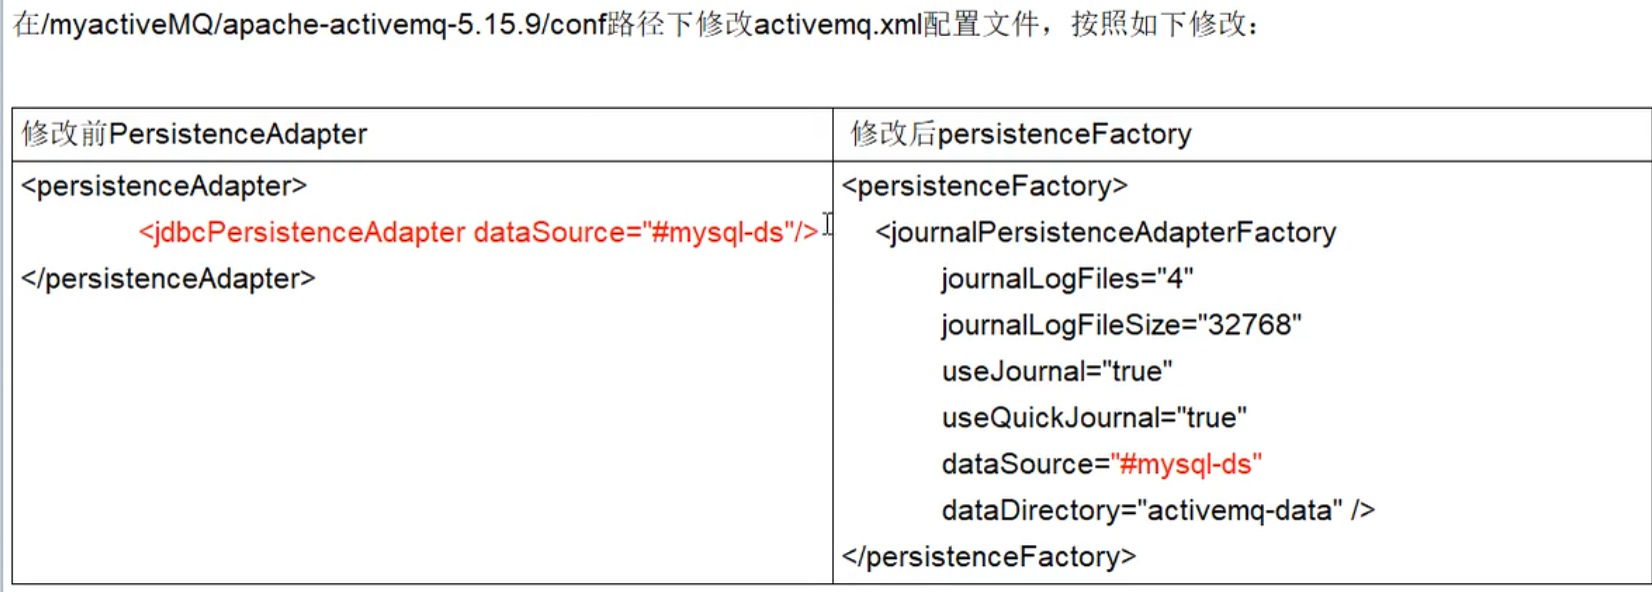 在/myactiveMQ/apache-activemq-5.15.9/conf路径下修改activemq.xml配置文件，按照如下修改：
修改前PersistenceAdapter
<persistenceAdapter>
<jdbcPersistenceAdapter dataSource="#mysql-ds"/>
</persistenceAdapter>
修改后persistenceFactory
<persistenceFactory>
<journalPersistenceAdapterFactory
journalLogFiles="4"
journalLogFileSize="32768"
useJournal="true"
useQuickJournal="true"
dataSource="#mysql-ds"
dataDirectory="activemq-data" />
</persistenceFactory>